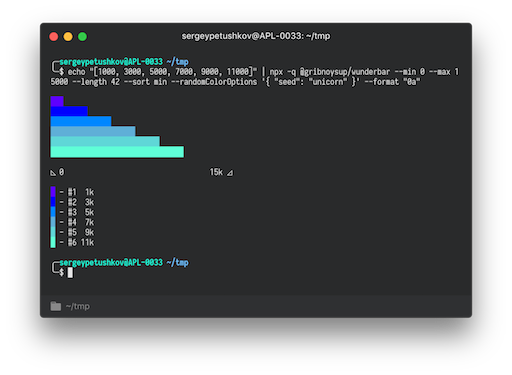 sergeypetushkov@APL-0033: ~/tmp
sergeypetushkov@APL-0033 ~/tmp
$ echo "[1000, 3000, 5000, 7000, 9000, 11000]" | npx -q @gribnoysup/wunderbar --min 0 --max 1
5000 --length 42 --sort min --randomColorOptions '{ "seed": "unicorn" }' --format "0a"
0 15k
- #1 1k
- #2 3k
- #3 5k
- #4 7k
- #5 9k
- #6 11k
sergeypetushkov@APL-0033 ~/tmp
$
~/tmp